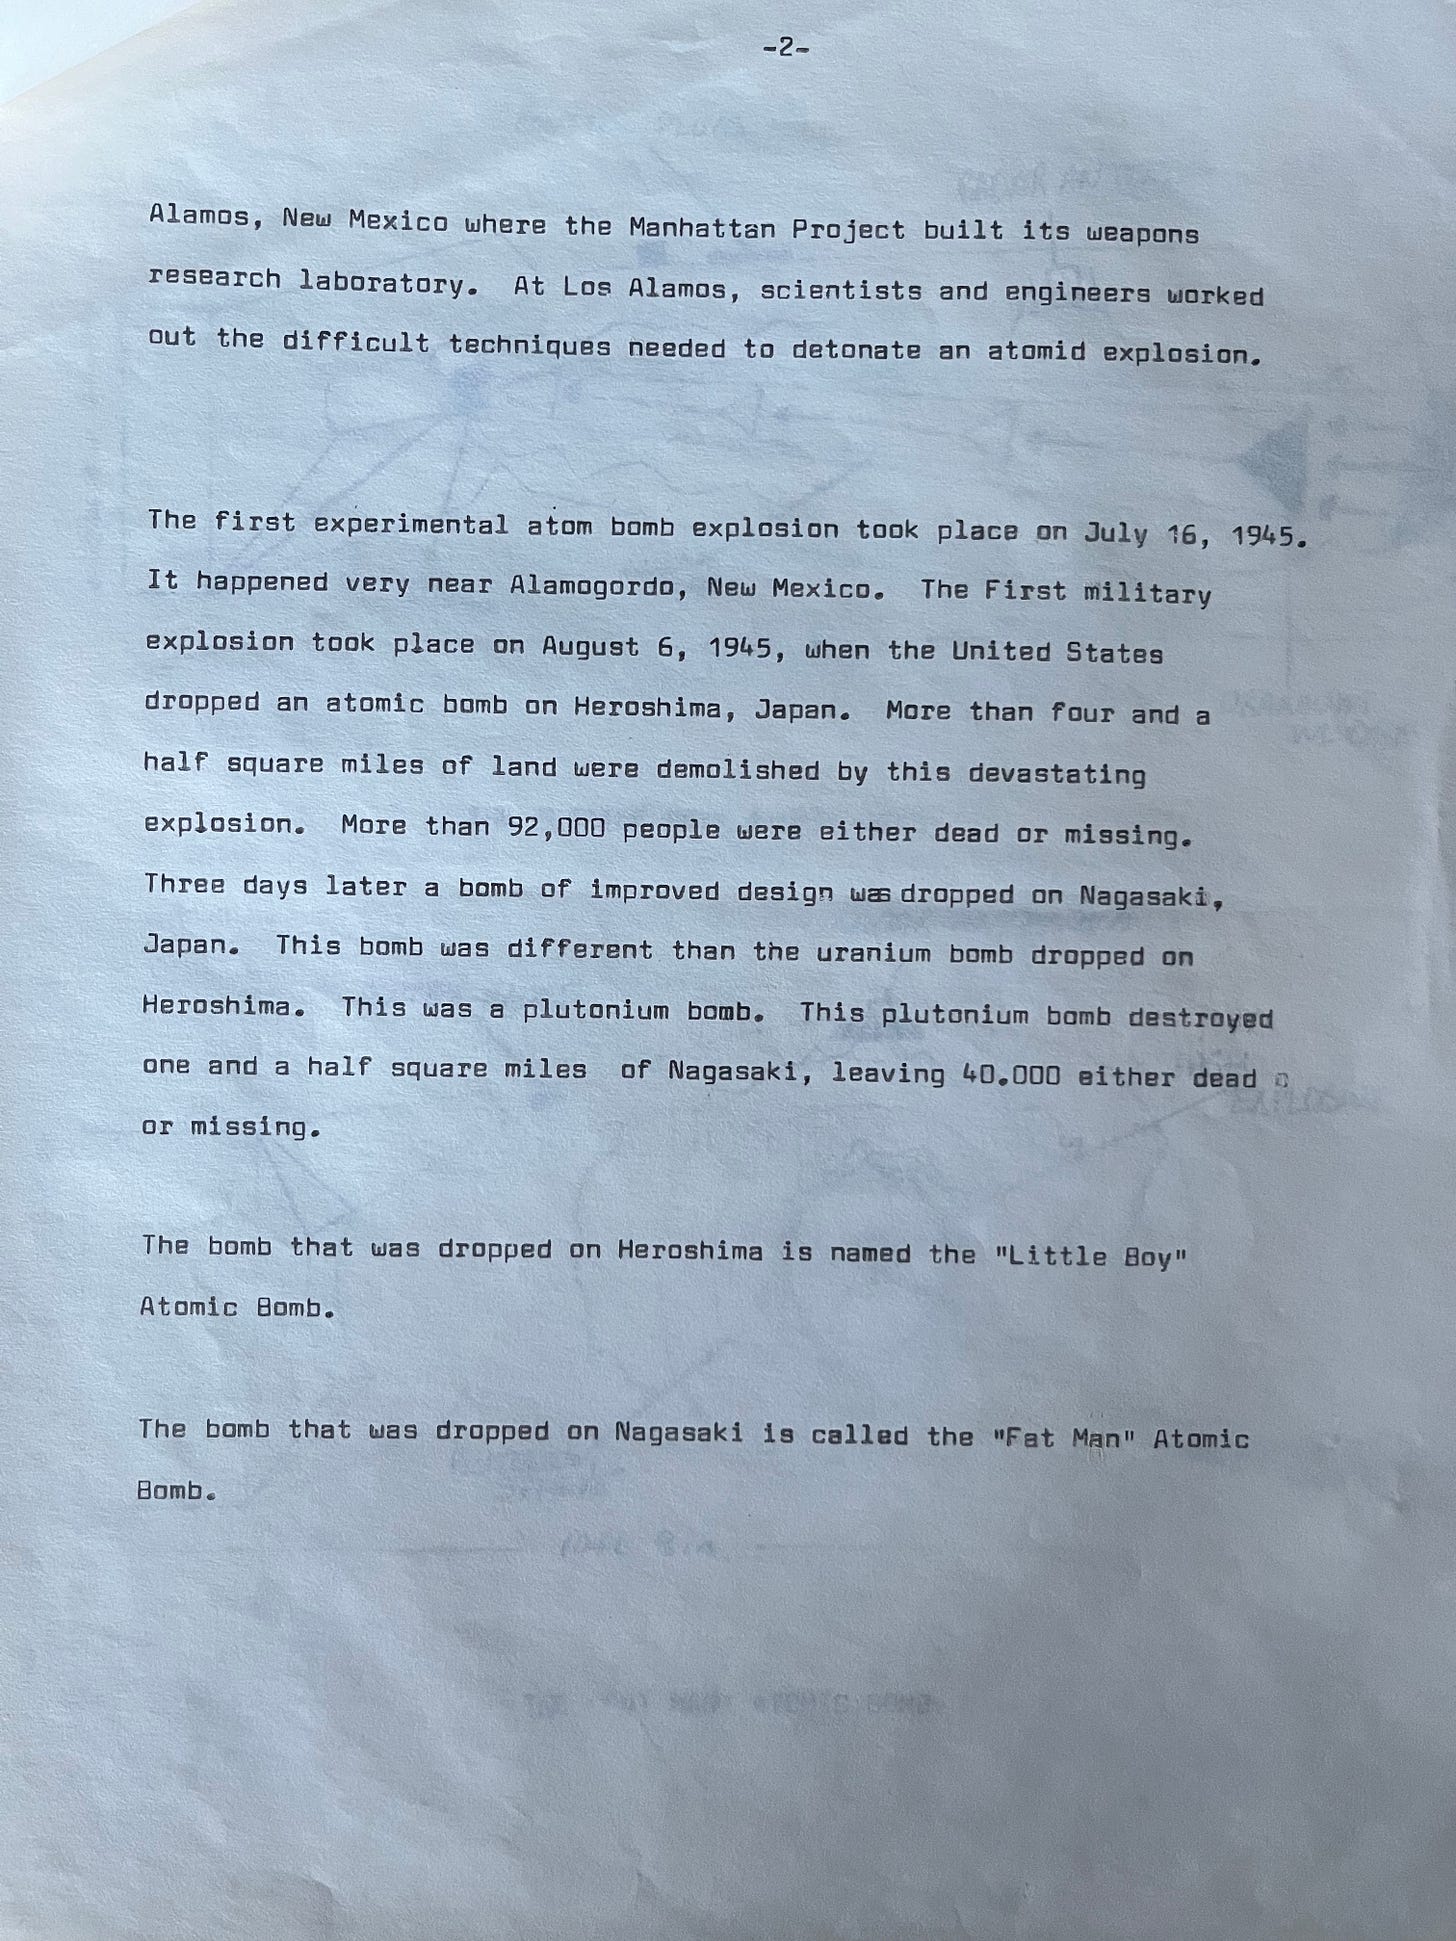 -2-
Alamos, New Mexico where the Manhattan Project built its weapons
research laboratory. At Los Alamos, scientists and engineers worked
out the difficult techniques needed to detonate an atomid explosion.
The first experimental atom bomb explosion took place on July 16, 1945.
It happened very near Alamogordo, New Mexico. The First military
explosion took place on August 6, 1945, when the United States
dropped an atomic bomb on Heroshima, Japan. More than four and a
half square miles of land were demolished by this devastating
explosion. More than 92,000 people were either dead or missing.
Three days later a bomb of improved design was dropped on Nagasaki,
Japan. This bomb was different than the uranium bomb dropped on
Heroshima. This was a plutonium bomb. This plutonium bomb destroyed
one and a half square miles of Nagasaki, leaving 40.000 either dead o
or missing.
The bomb that was dropped on Heroshima is named the "Little Boy"
Atomic Bomb.
The bomb that was dropped on Nagasaki is called the "Fat Man" Atomic
Bomb.